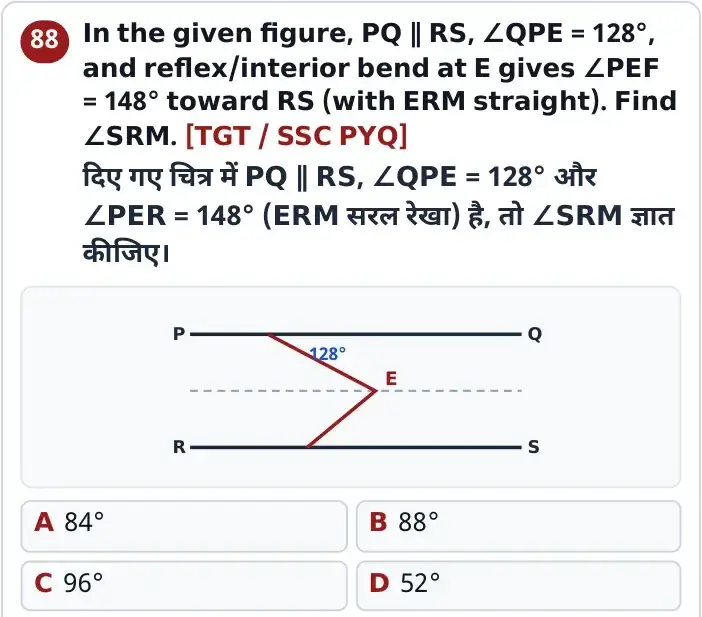 88 In the given figure, PQ ∥ RS, ∠QPE = 128°,
and reflex/interior bend at E gives ∠PEF
= 148° toward RS (with ERM straight). Find
∠SRM. [TGT / SSC PYQ]
दिए गए चित्र में PQ ∥ RS, ∠QPE = 128° और
∠PER = 148° (ERM सरल रेखा) है, तो ∠SRM ज्ञात
कीजिए।
P Q
128°
E
R S
A 84° B 88°
C 96° D 52°